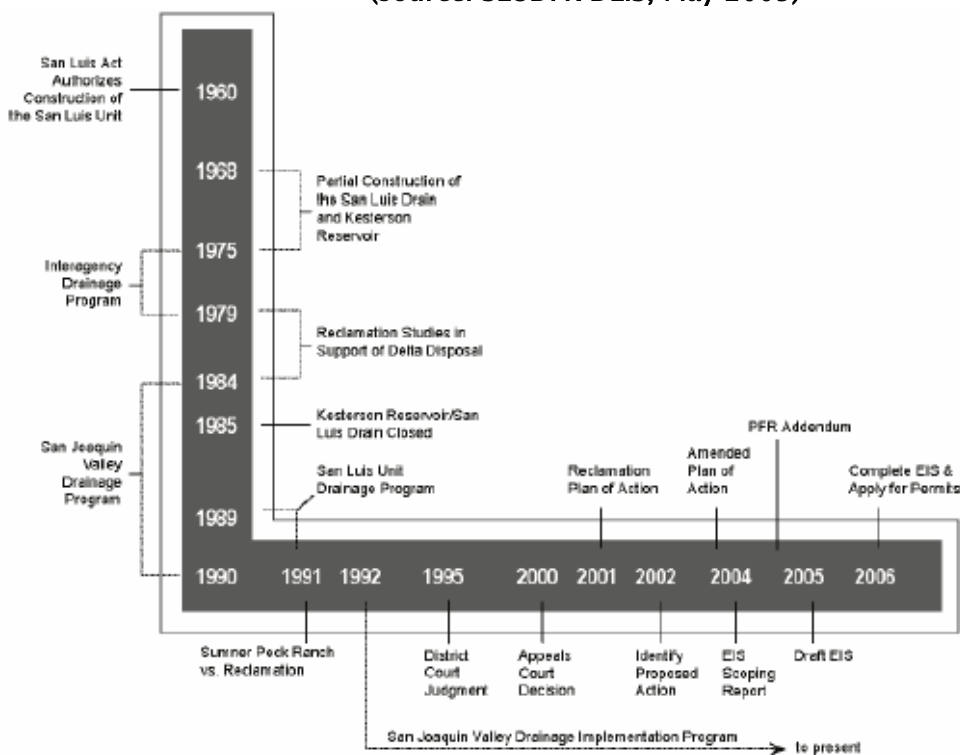 San Luis Act
Authorizes
Construction of
the San Luis Unit
1960
1968
Partial Construction of
the San Luis Drain
and Kesterson
Reservoir
1975
Interagency
Drainage
Program
1979
Reclamation Studies in
Support of Delta Disposal
1984
1985
Kesterson Reservoir/San
Luis Drain Closed
San Joaquin
Valley
Drainage
Program
San Luis Unit
Drainage Program
1989
Reclamation
Plan of Action
Amended
Plan of
Action
PFR Addendum
Complete EIS &
Apply for Permits
1990 1991 1992 1995 2000 2001 2002 2004 2005 2006
Sumner Peck Ranch
vs. Reclamation
District
Court
Judgment
Appeals
Court
Decision
Identify
Proposed
Action
EIS
Scoping
Report
Draft EIS
San Joaquin Valley Drainage Implementation Program
to present